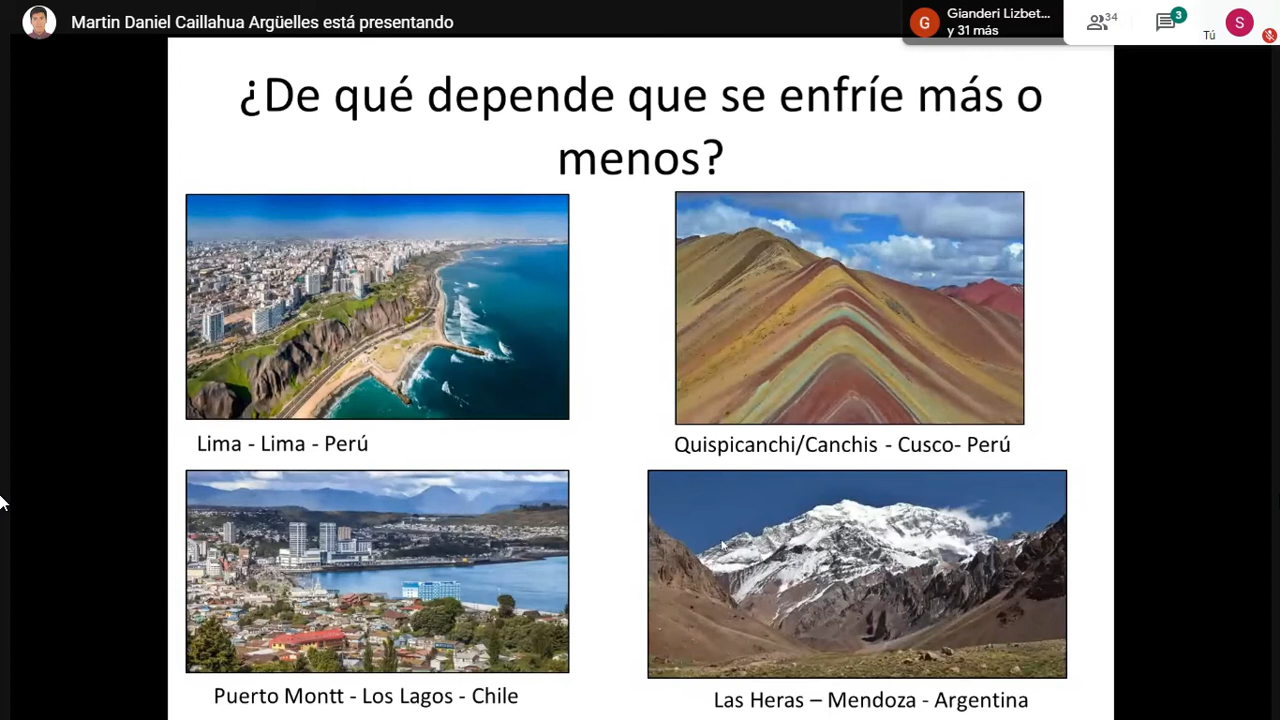 Martin Daniel Caillahua Argüelles está presentando
G
Gianderi Lizbet...
y 31 más
34
3
Tú
S
¿De qué depende que se enfríe más o
menos?
Lima - Lima - Perú
Quispicanchi/Canchis - Cusco- Perú
Puerto Montt - Los Lagos - Chile
Las Heras – Mendoza - Argentina